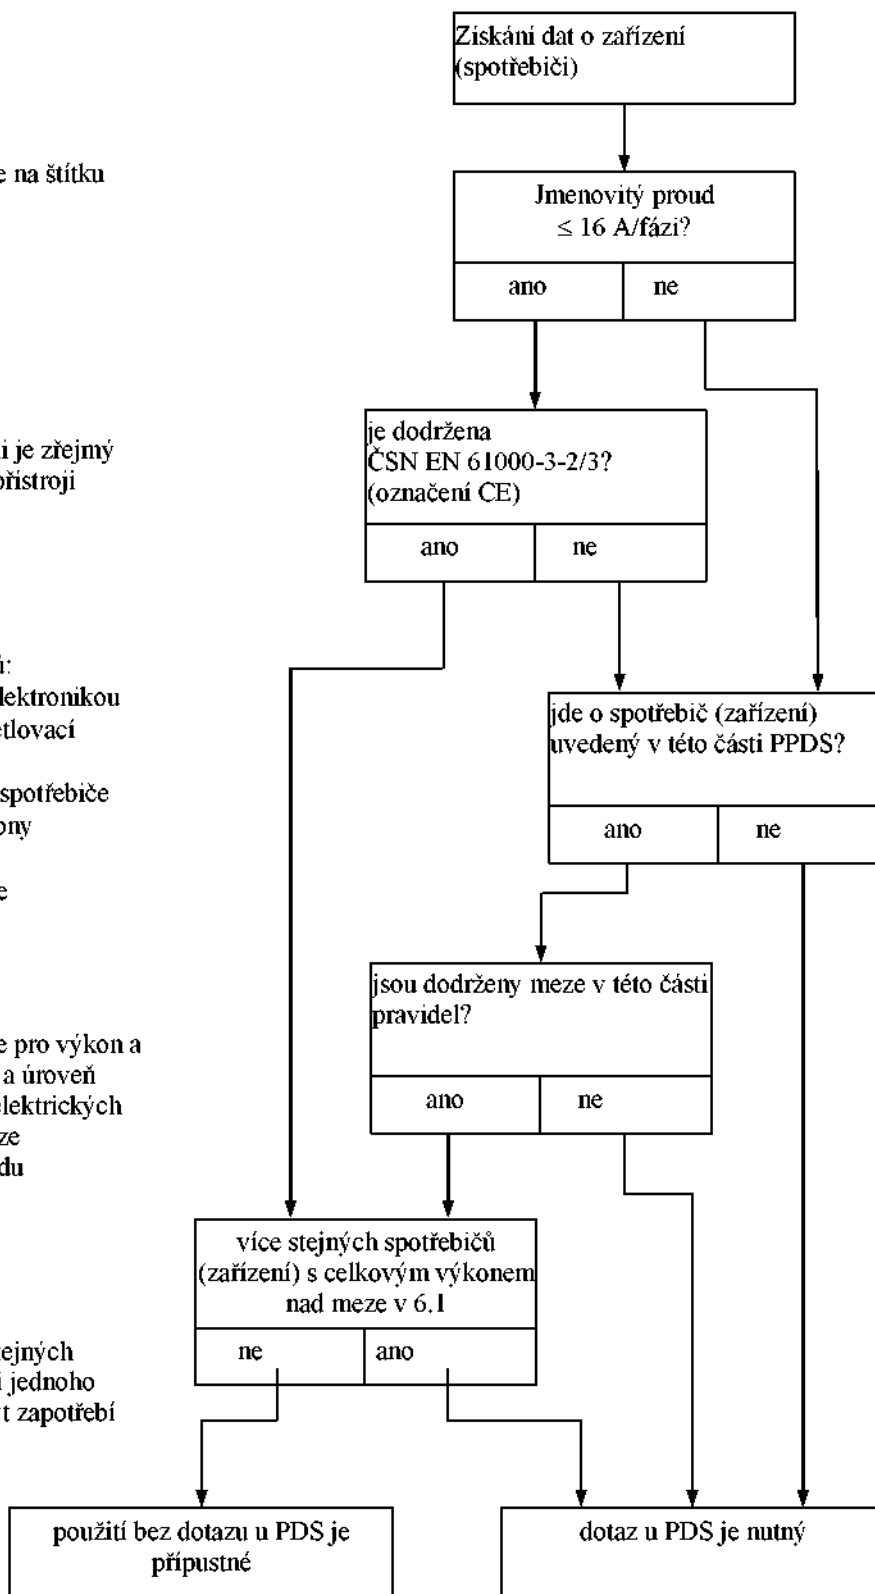 Získání dat o zařízení
(spotřebiči)
e na štítku
Jmenovitý proud
≤ 16 A/fázi?
ano ne
i je zřejmý
přístroji
je dodržena
ČSN EN 61000-3-2/3?
(označení CE)
ano ne
ů:
elektronikou
etlovací
spotřebiče
ony
e
jde o spotřebič (zařízení)
uvedený v této části PPDS?
ano ne
jsou dodrženy meze v této části
pravidel?
ano ne
e pro výkon a
a úroveň
elektrických
ze
du
více stejných spotřebičů
(zařízení) s celkovým výkonem
nad meze v 6.1
ne ano
tejných
i jednoho
t zapotřebí
použití bez dotazu u PDS je
přípustné
dotaz u PDS je nutný